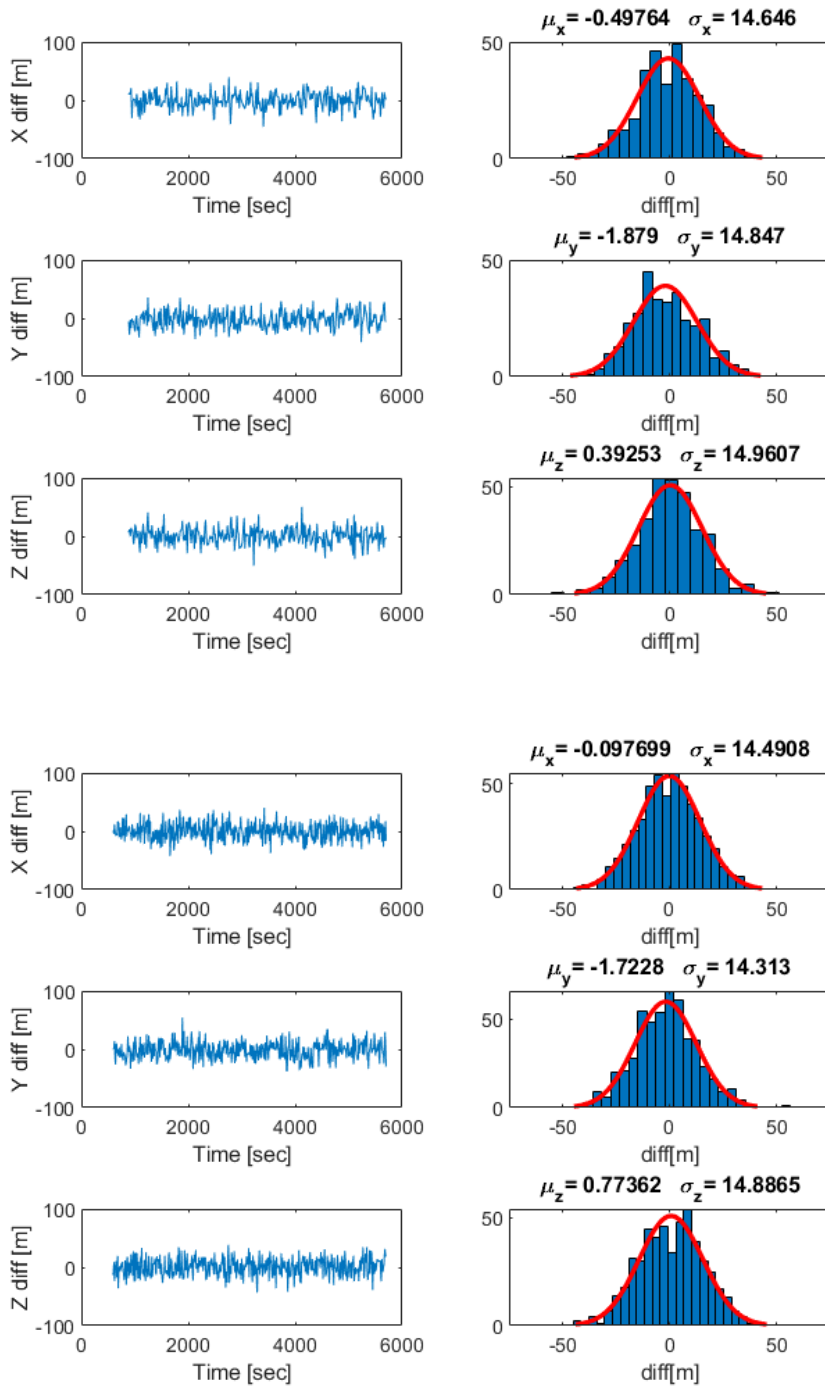 μx= -0.49764 σx= 14.646
100
0
-100
X diff [m]
0 2000 4000 6000
Time [sec]
50
0
-50 0 50
diff[m]
μy= -1.879 σy= 14.847
100
0
-100
Y diff [m]
0 2000 4000 6000
Time [sec]
50
0
-50 0 50
diff[m]
μz= 0.39253 σz= 14.9607
100
0
-100
Z diff [m]
0 2000 4000 6000
Time [sec]
50
0
-50 0 50
diff[m]
μx= -0.097699 σx= 14.4908
100
0
-100
X diff [m]
0 2000 4000 6000
Time [sec]
50
0
-50 0 50
diff[m]
μy= -1.7228 σy= 14.313
100
0
-100
Y diff [m]
0 2000 4000 6000
Time [sec]
50
0
-50 0 50
diff[m]
μz= 0.77362 σz= 14.8865
100
0
-100
Z diff [m]
0 2000 4000 6000
Time [sec]
50
0
-50 0 50
diff[m]